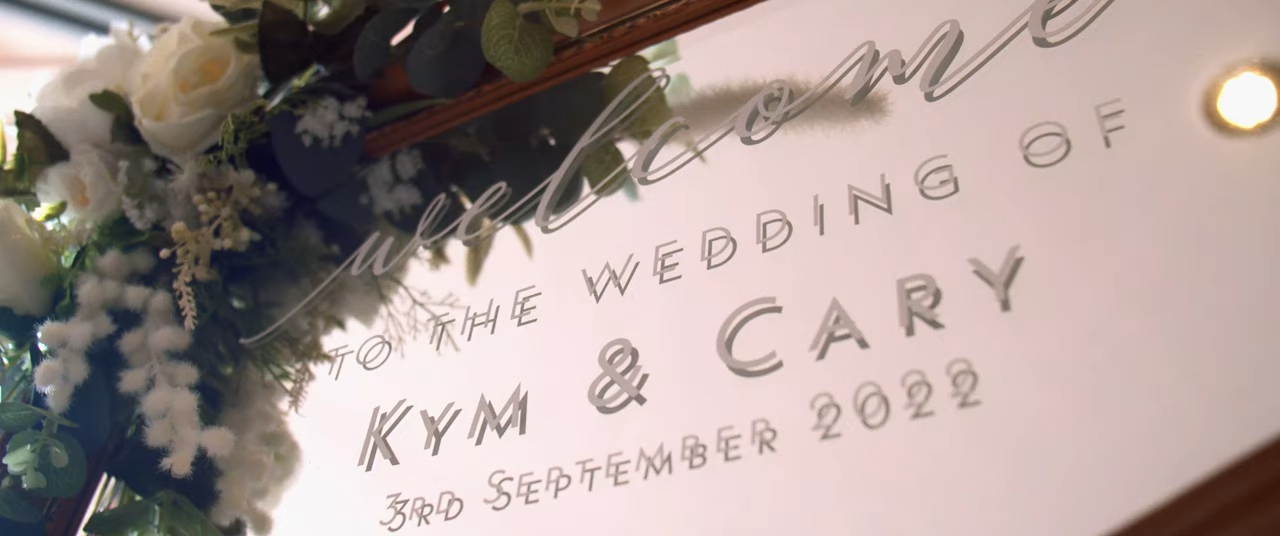 welcome
TO THE WEDDING OF
KYM & CARY
3RD SEPTEMBER 2022